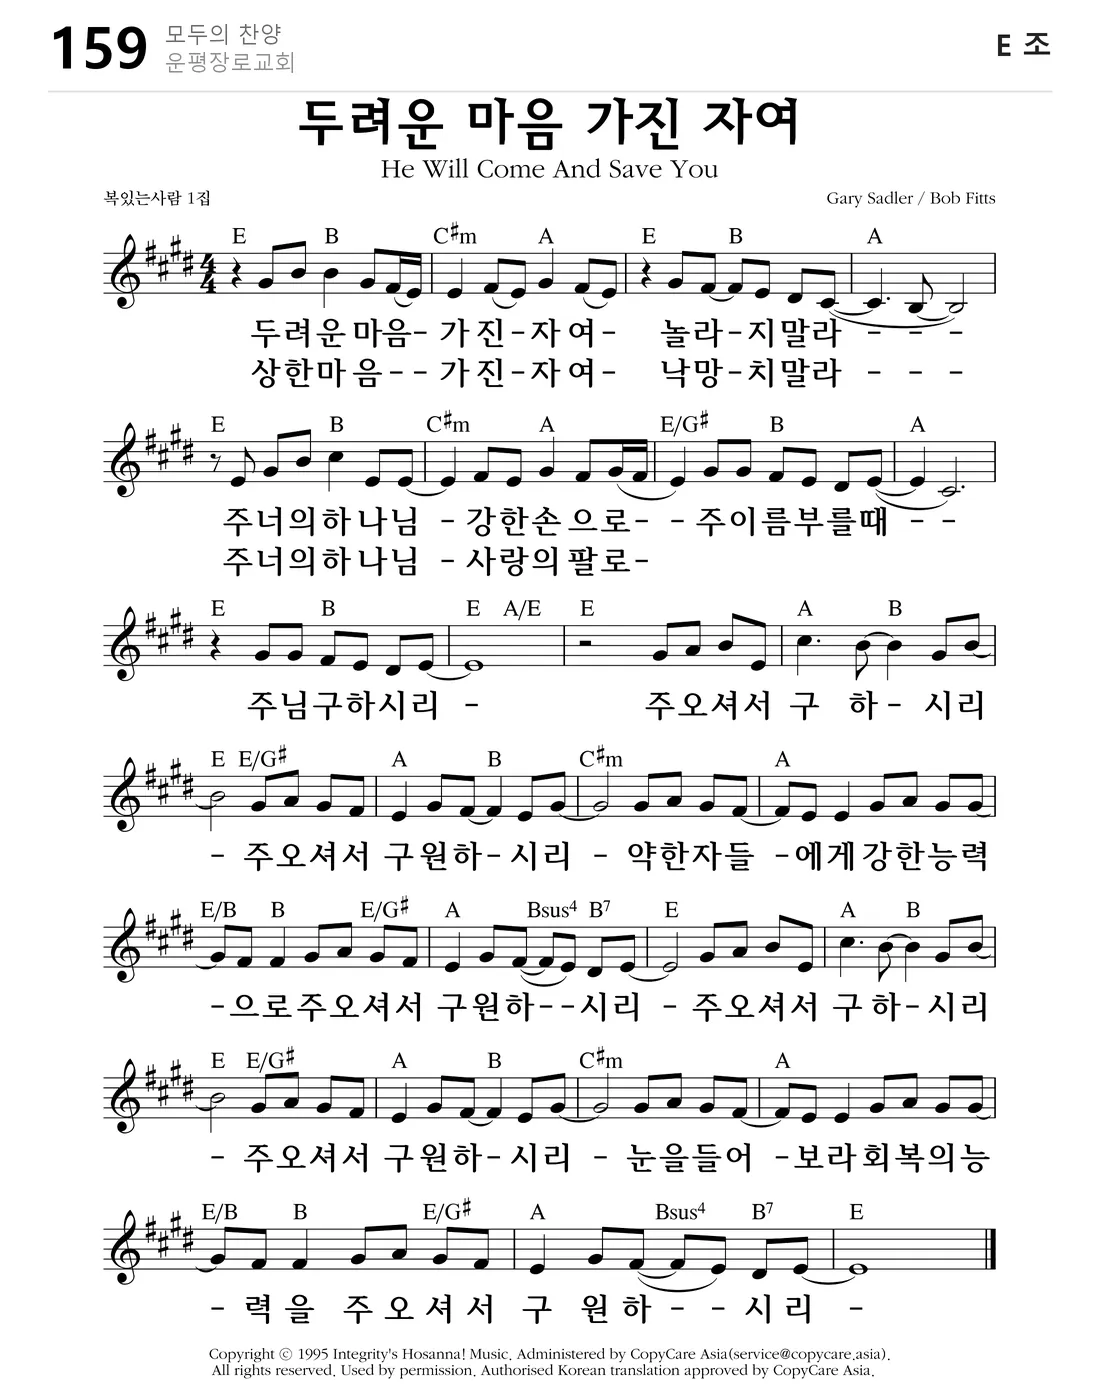 159
모두의 찬양
운평장로교회
E 조
두려운 마음 가진 자여
He Will Come And Save You
복있는사람 1집
Gary Sadler / Bob Fitts
E B C#m A E B A
4
4
두려운마음- 가진-자여- 놀라-지말라 - - -
상한마음-- 가진-자여- 낙망-치말라 - - -
E B C#m A E/G# B A
주너의하나님 -강한손으로- -주이름부를때 - -
주너의하나님 -사랑의팔로-
E B E A/E E A B
주님구하시리 - 주오셔서 구 하- 시리
E E/G# A B C#m A
- 주오셔서 구원하-시리 - 약한자들 -에게강한능력
E/B B E/G# A Bsus4 B7 E A B
-으로주오셔서 구원하--시리 - 주오셔서 구하-시리
E E/G# A B C#m A
- 주오셔서 구원하-시리 - 눈을들어 -보라회복의능
E/B B E/G# A Bsus4 B7 E
- 력을 주오셔서 구 원하 - - 시리 -
Copyright ⓒ 1995 Integrity's Hosanna! Music. Administered by CopyCare Asia(service@copycare.asia).
All rights reserved. Used by permission. Authorised Korean translation approved by CopyCare Asia.